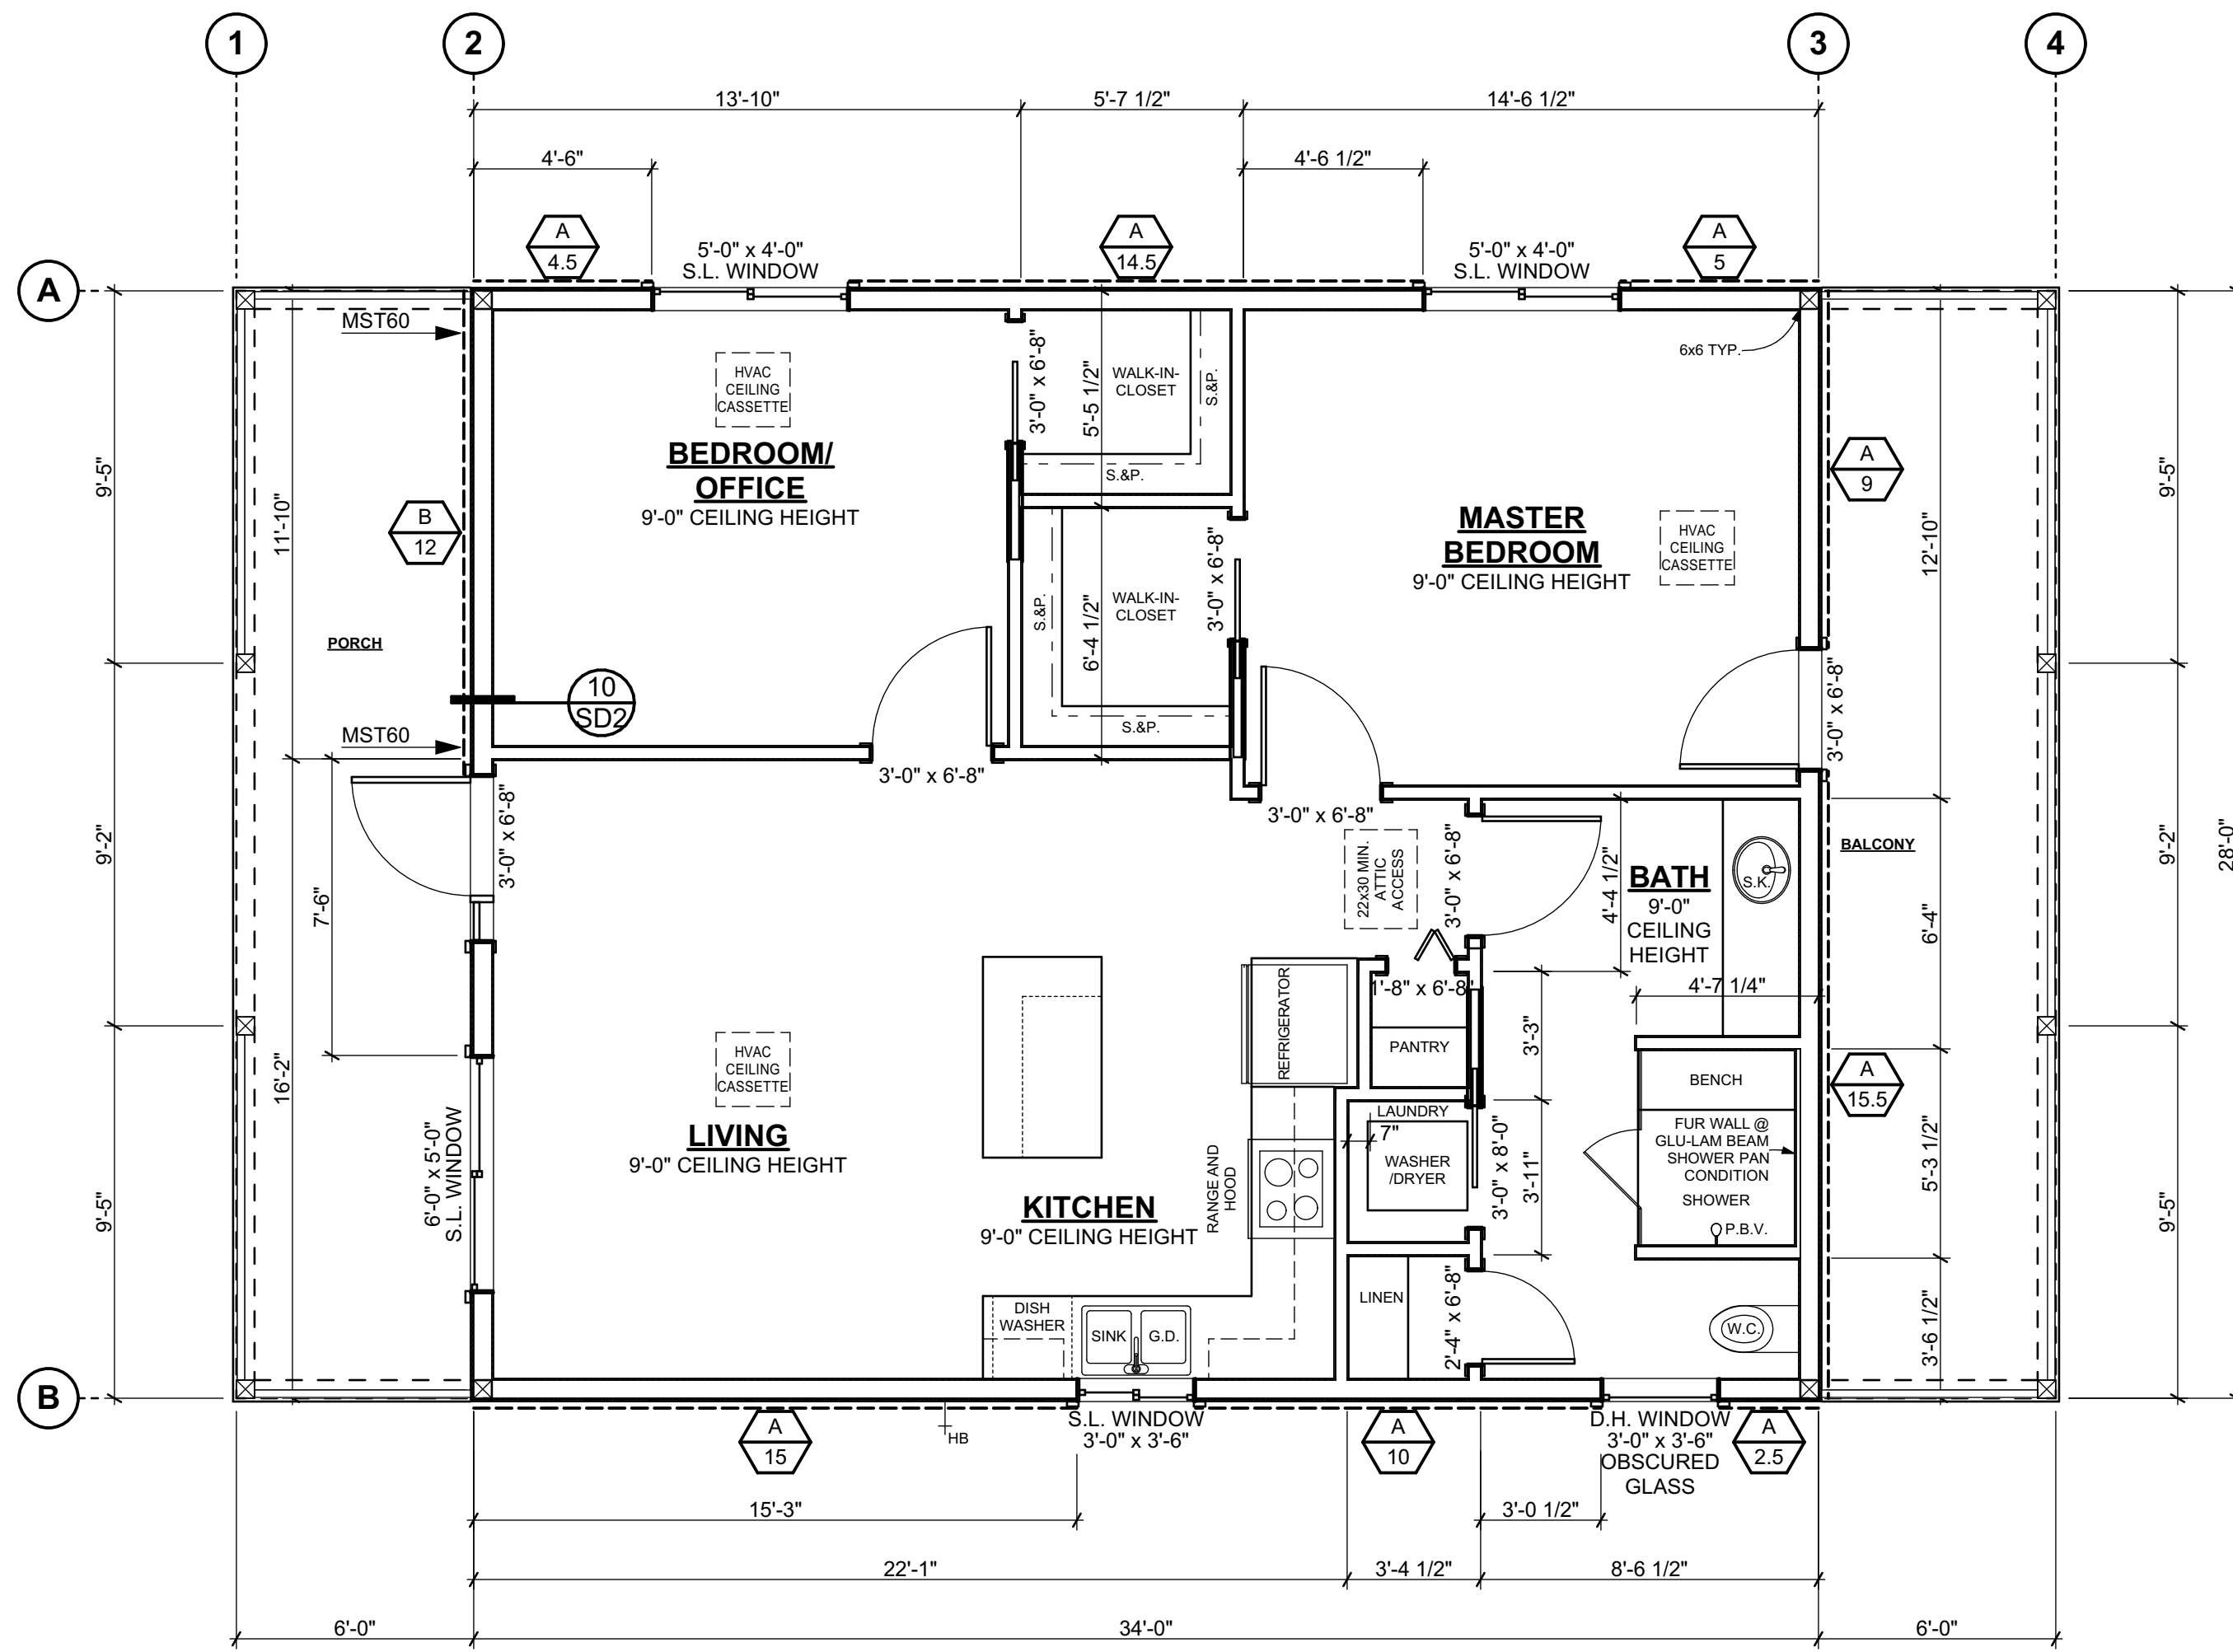 1
2
3
4
13'-10"
5'-7 1/2"
14'-6 1/2"
4'-6"
4'-6 1/2"
A
4.5
5'-0" x 4'-0"
S.L. WINDOW
A
14.5
5'-0" x 4'-0"
S.L. WINDOW
A
5
A
MST60
6x6 TYP.
HVAC
CEILING
CASSETTE
3'-0" x 6'-8"
5'-5 1/2"
WALK-IN-
CLOSET
S.&P.
S.&P.
BEDROOM/
OFFICE
9'-0" CEILING HEIGHT
9'-5"
11'-10"
B
12
MASTER
BEDROOM
9'-0" CEILING HEIGHT
HVAC
CEILING
CASSETTE
A
9
12'-10"
9'-5"
3'-0" x 6'-8"
S.&P.
6'-4 1/2"
WALK-IN-
CLOSET
S.&P.
PORCH
10
SD2
MST60
3'-0" x 6'-8"
3'-0" x 6'-8"
3'-0" x 6'-8"
3'-0" x 6'-8"
9'-2"
7'-6"
22x30 MIN.
ATTIC
ACCESS
3'-0" x 6'-8"
4'-4 1/2"
BATH
9'-0"
CEILING
HEIGHT
S.K.
BALCONY
6'-4"
9'-2"
28'-0"
4'-7 1/4"
1'-8" x 6'-8"
REFRIGERATOR
PANTRY
3'-3"
16'-2"
HVAC
CEILING
CASSETTE
LIVING
9'-0" CEILING HEIGHT
6'-0" x 5'-0"
S.L. WINDOW
9'-5"
KITCHEN
9'-0" CEILING HEIGHT
RANGE AND
HOOD
LAUNDRY
7"
WASHER
/DRYER
3'-0" x 8'-0"
3'-11"
BENCH
FUR WALL @
GLU-LAM BEAM
SHOWER PAN
CONDITION
SHOWER
P.B.V.
A
15.5
5'-3 1/2"
9'-5"
DISH
WASHER
SINK
G.D.
LINEN
2'-4" x 6'-8"
W.C.
3'-6 1/2"
B
A
15
HB
S.L. WINDOW
3'-0" x 3'-6"
A
10
D.H. WINDOW
3'-0" x 3'-6"
OBSCURED
GLASS
A
2.5
15'-3"
3'-0 1/2"
22'-1"
3'-4 1/2"
8'-6 1/2"
6'-0"
34'-0"
6'-0"